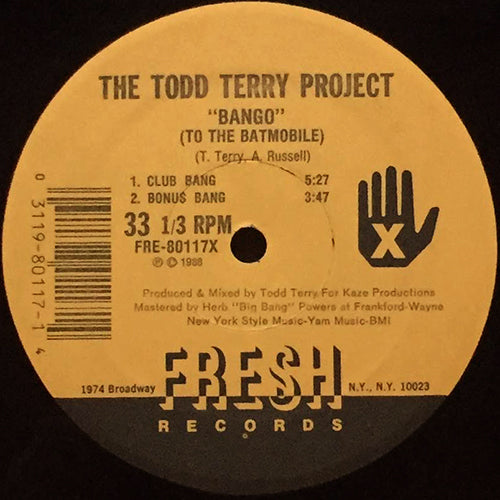 THE TODD TERRY PROJECT
"BANGO"
(TO THE BATMOBILE)
(T. Terry, A. Russell)
1. CLUB BANG 5:27
2. BONU$ BANG 3:47
33 1/3 RPM
FRE-80117X
℗ © 1988
X
0 3119-80117-1 4
Produced & Mixed by Todd Terry For Kaze Productions
Mastered by Herb "Big Bang" Powers at Frankford-Wayne
New York Style Music-Yam Music-BMI
1974 Broadway
FRESH
N.Y., N.Y. 10023
RECORDS